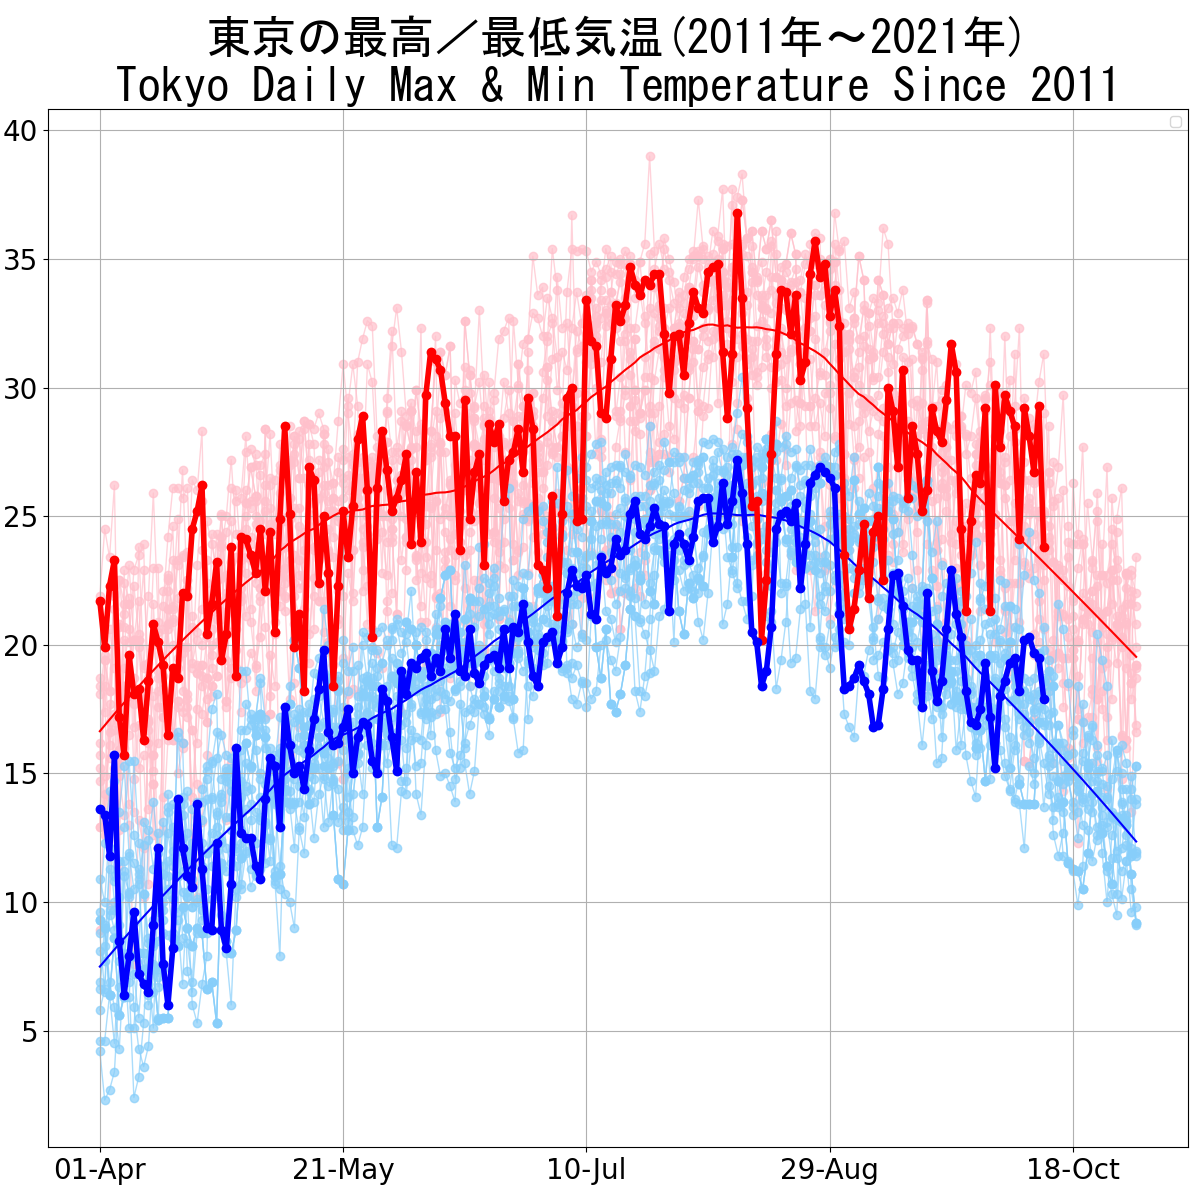 東京の最高／最低気温(2011年～2021年)
Tokyo Daily Max & Min Temperature Since 2011
40
35
30
25
20
15
10
5
01-Apr 21-May 10-Jul 29-Aug 18-Oct